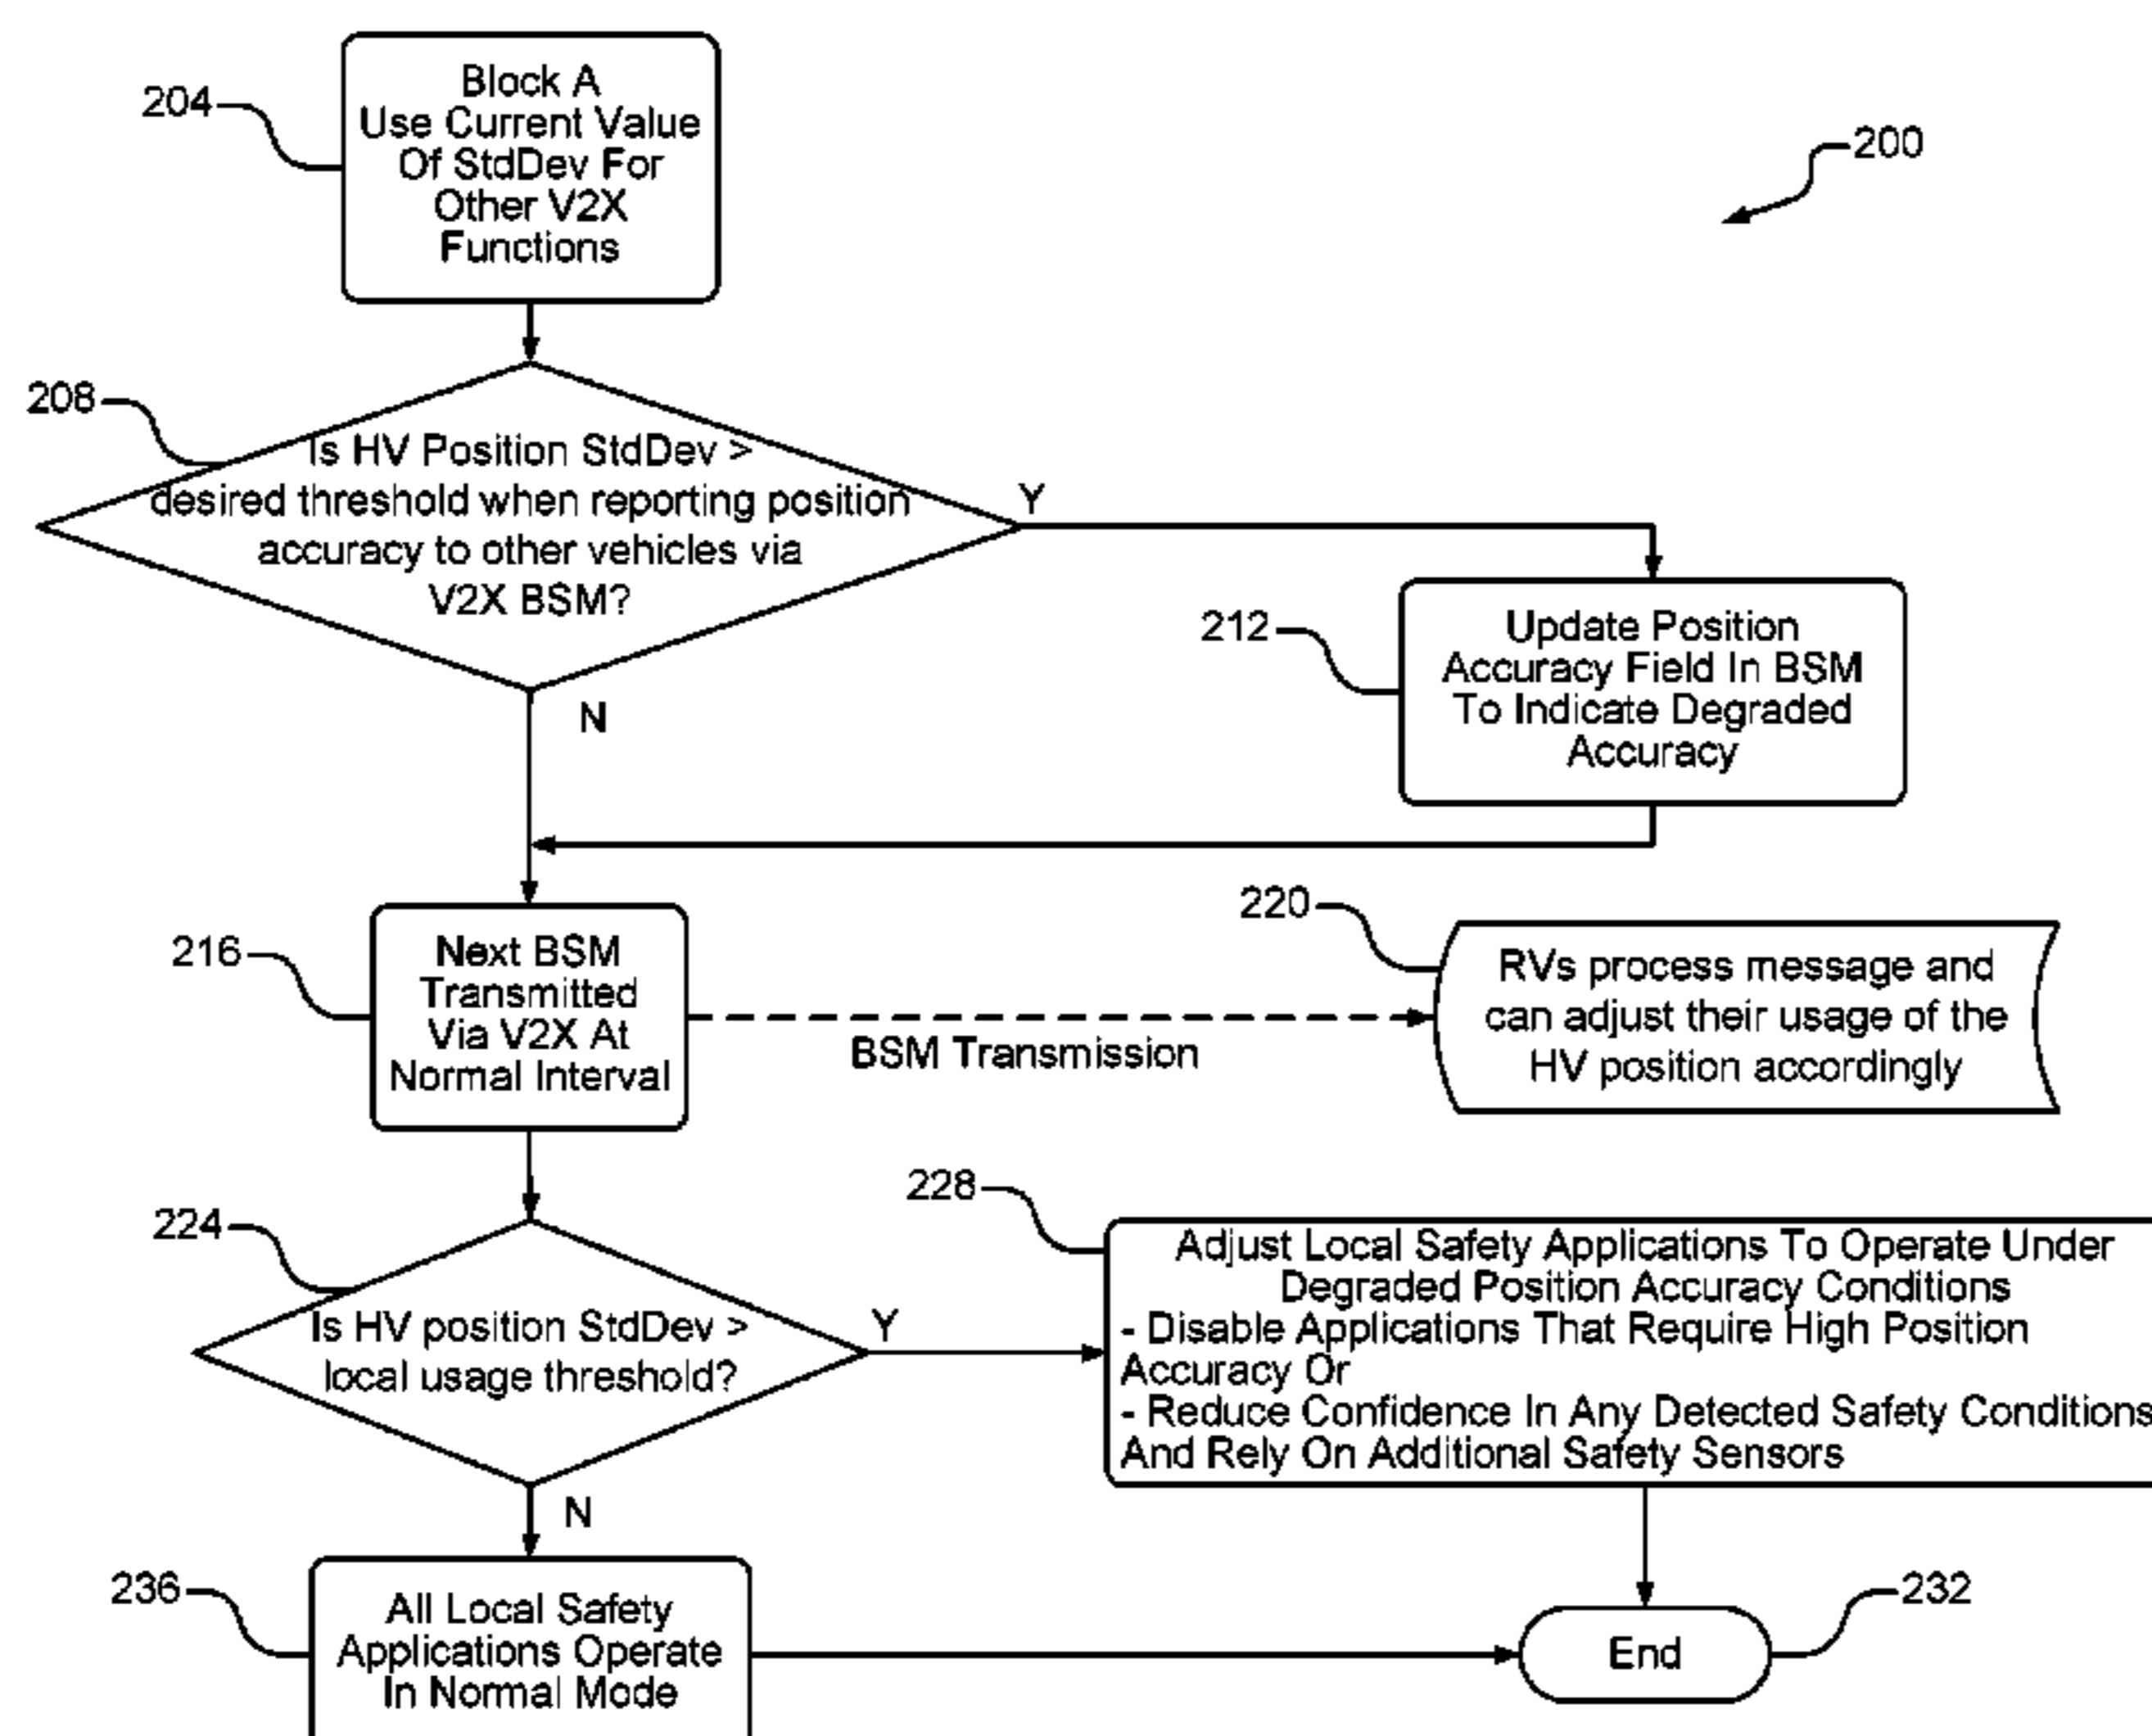 204
Block A
Use Current Value
Of StdDev For
Other V2X
Functions
200
208
Is HV Position StdDev >
desired threshold when reporting position
accuracy to other vehicles via
V2X BSM?
Y
N
212
Update Position
Accuracy Field In BSM
To Indicate Degraded
Accuracy
216
Next BSM
Transmitted
Via V2X At
Normal Interval
BSM Transmission
220
RVs process message and
can adjust their usage of the
HV position accordingly
224
Is HV position StdDev >
local usage threshold?
Y
N
228
Adjust Local Safety Applications To Operate Under
Degraded Position Accuracy Conditions
- Disable Applications That Require High Position
Accuracy Or
- Reduce Confidence In Any Detected Safety Conditions
And Rely On Additional Safety Sensors
236
All Local Safety
Applications Operate
In Normal Mode
End
232